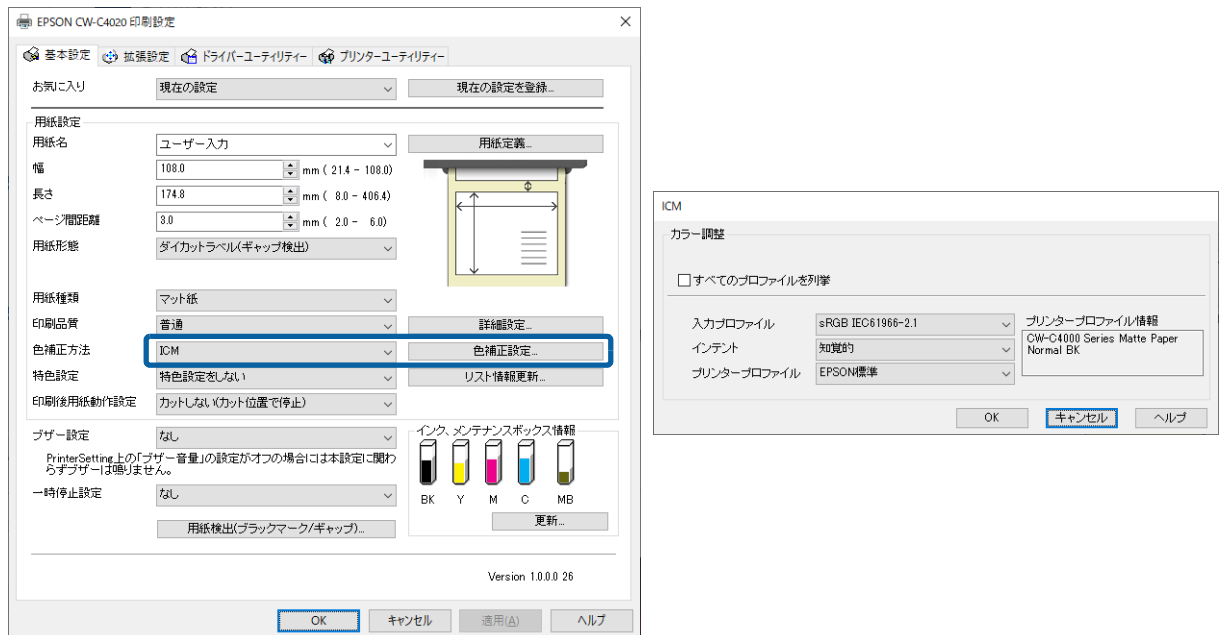 EPSON CW-C4020 印刷設定
基本設定 拡張設定 ドライバーユーティリティー プリンターユーティリティー
お気に入り 現在の設定 現在の設定を登録...
用紙設定
用紙名 ユーザー入力 用紙定義...
幅 108.0 mm ( 21.4 - 108.0)
長さ 174.8 mm ( 8.0 - 406.4)
ページ間距離 3.0 mm ( 2.0 - 6.0)
用紙形態 ダイカットラベル(ギャップ検出)
用紙種類 マット紙
印刷品質 普通 詳細設定...
色補正方法 ICM 色補正設定...
特色設定 特色設定をしない リスト情報更新...
印刷後用紙動作設定 カットしない(カット位置で停止)
ブザー設定 なし
PrinterSetting上の「ブザー音量」の設定がオフの場合には本設定に関わ
らずブザーは鳴りません。
一時停止設定 なし
用紙検出(ブラックマーク/ギャップ)...
インク、メンテナンスボックス情報
BK Y M C MB
更新...
Version 1.0.0.0 26
OK キャンセル 適用(A) ヘルプ
ICM
カラー調整
すべてのプロファイルを列挙
入力プロファイル sRGB IEC61966-2.1
インテント 知覚的
プリンタープロファイル EPSON標準
プリンタープロファイル情報
CW-C4000 Series Matte Paper
Normal BK
OK キャンセル ヘルプ